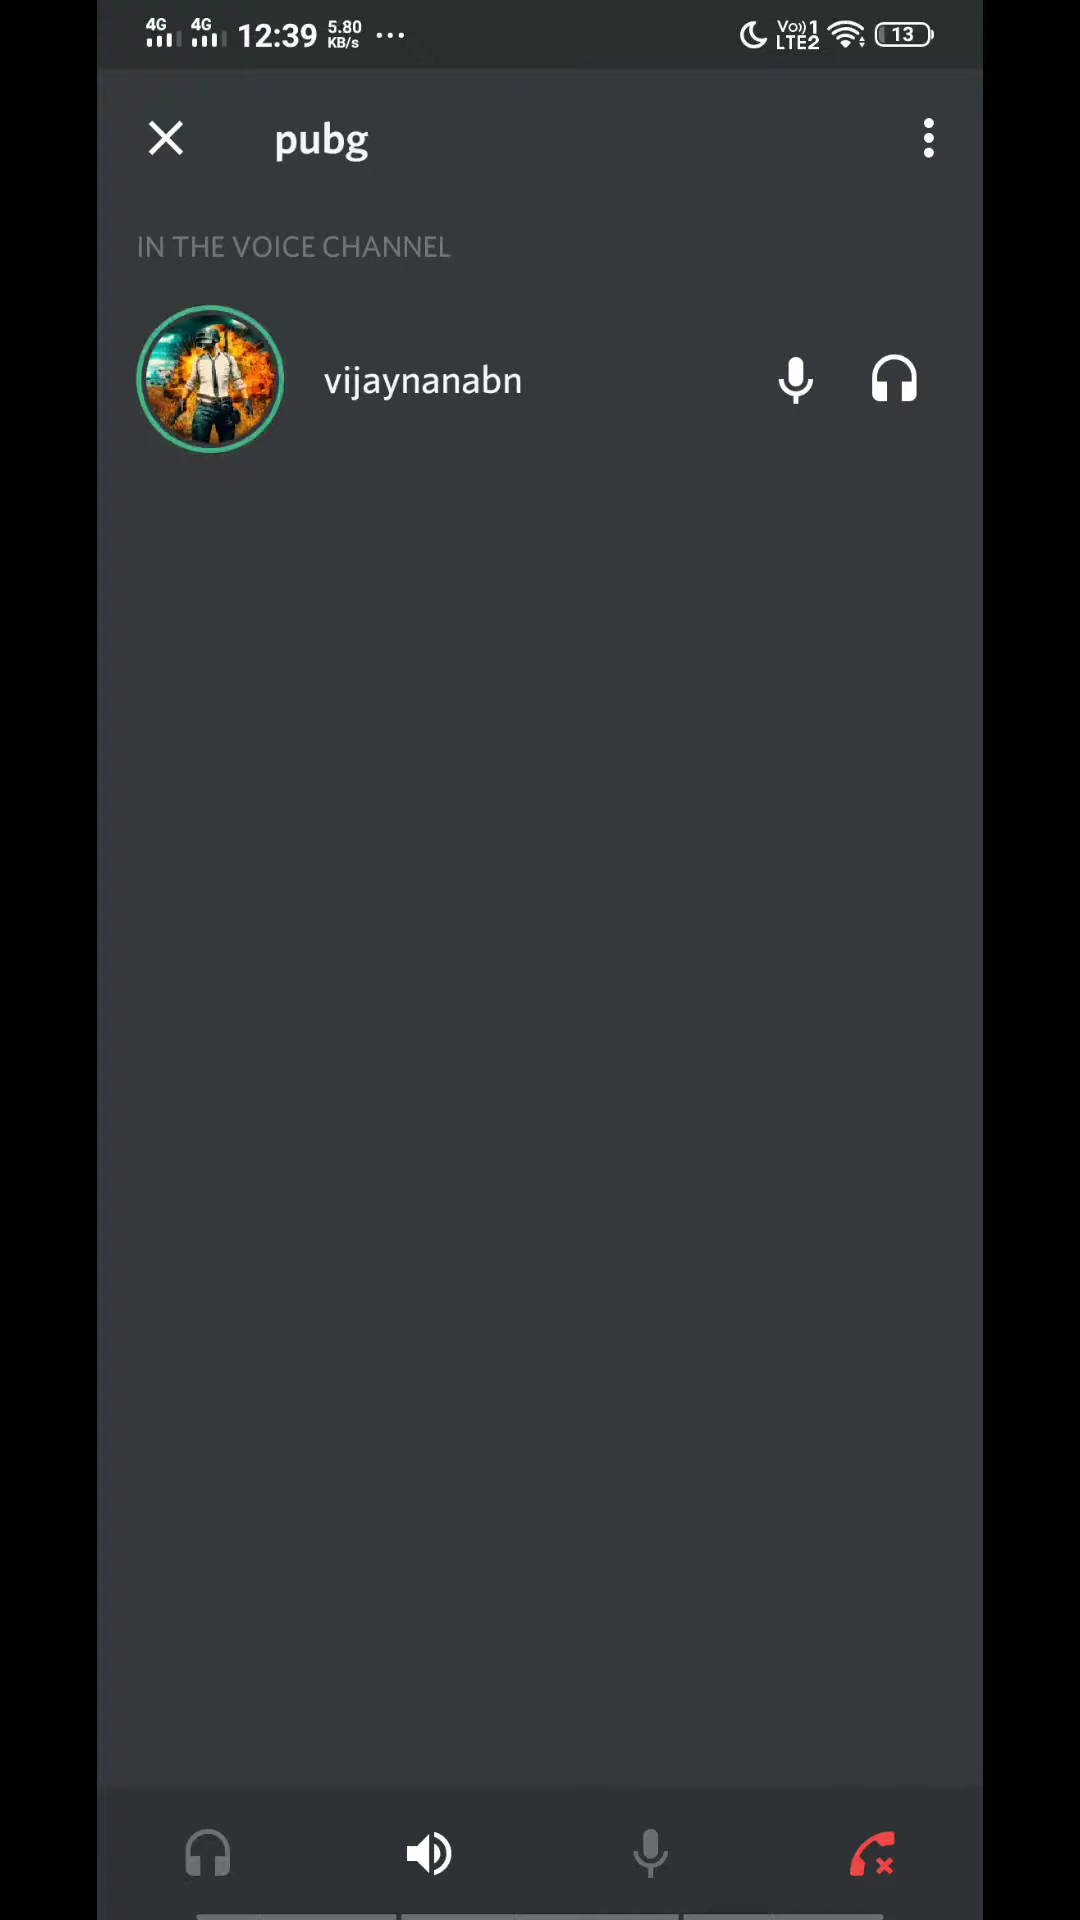 4G 4G 12:39 5.80 KB/s ... Vo)) 1 LTE2 13
pubg
IN THE VOICE CHANNEL
vijaynanabn